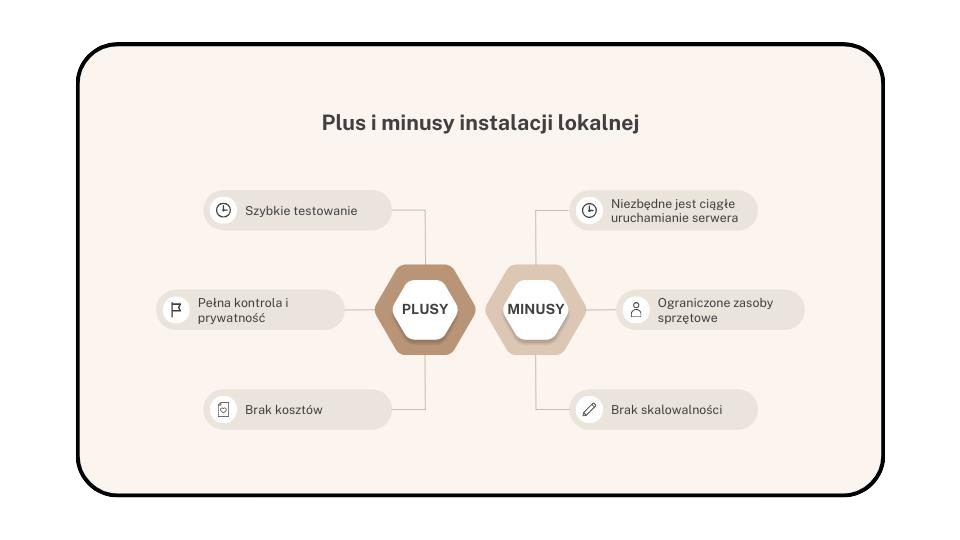 Plus i minusy instalacji lokalnej
Szybkie testowanie
Pełna kontrola i
prywatność
Brak kosztów
PLUSY
MINUSY
Niezbędne jest ciągłe
uruchamianie serwera
Ograniczone zasoby
sprzętowe
Brak skalowalności